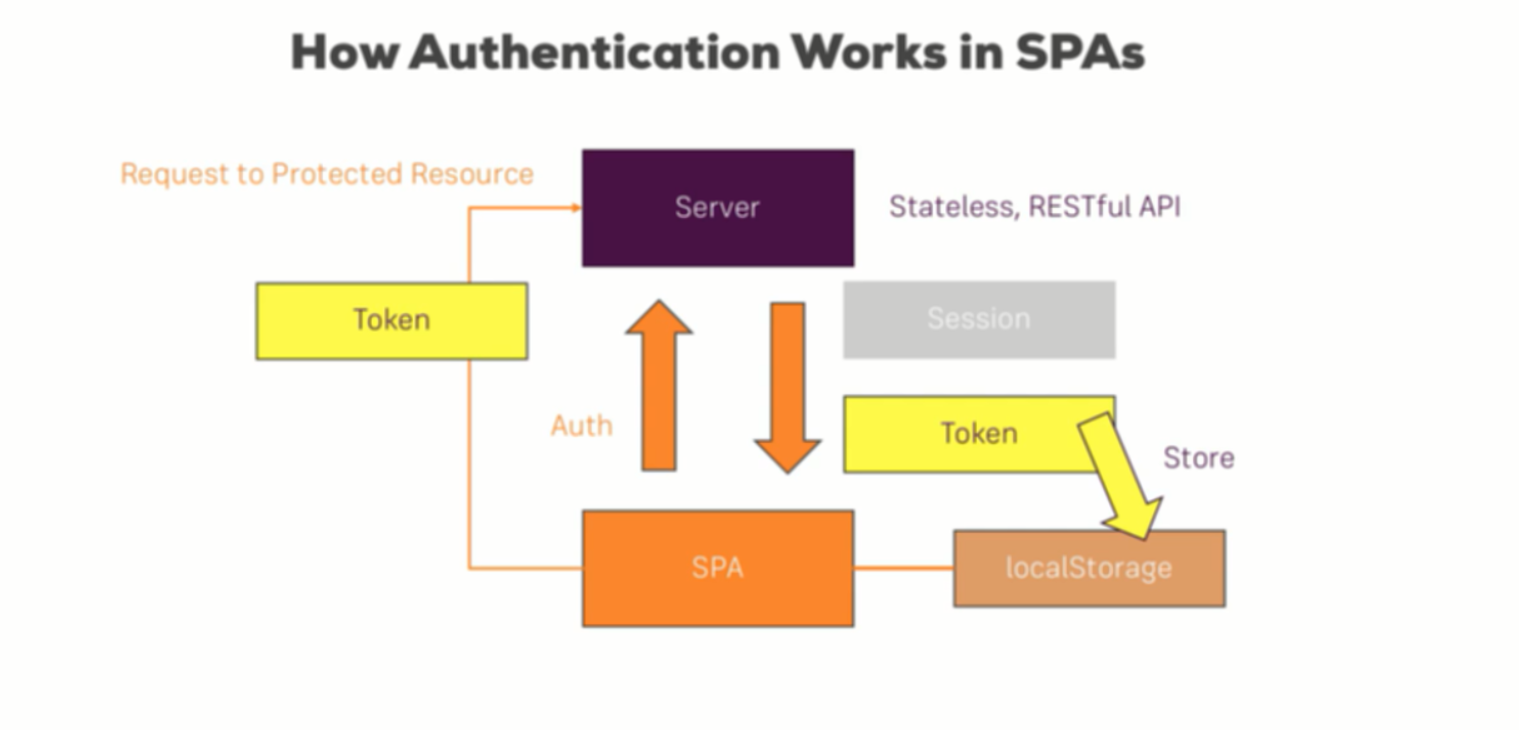 How Authentication Works in SPAs
Request to Protected Resource
Server
Stateless, RESTful API
Token
Session
Auth
Token
Store
SPA
localStorage